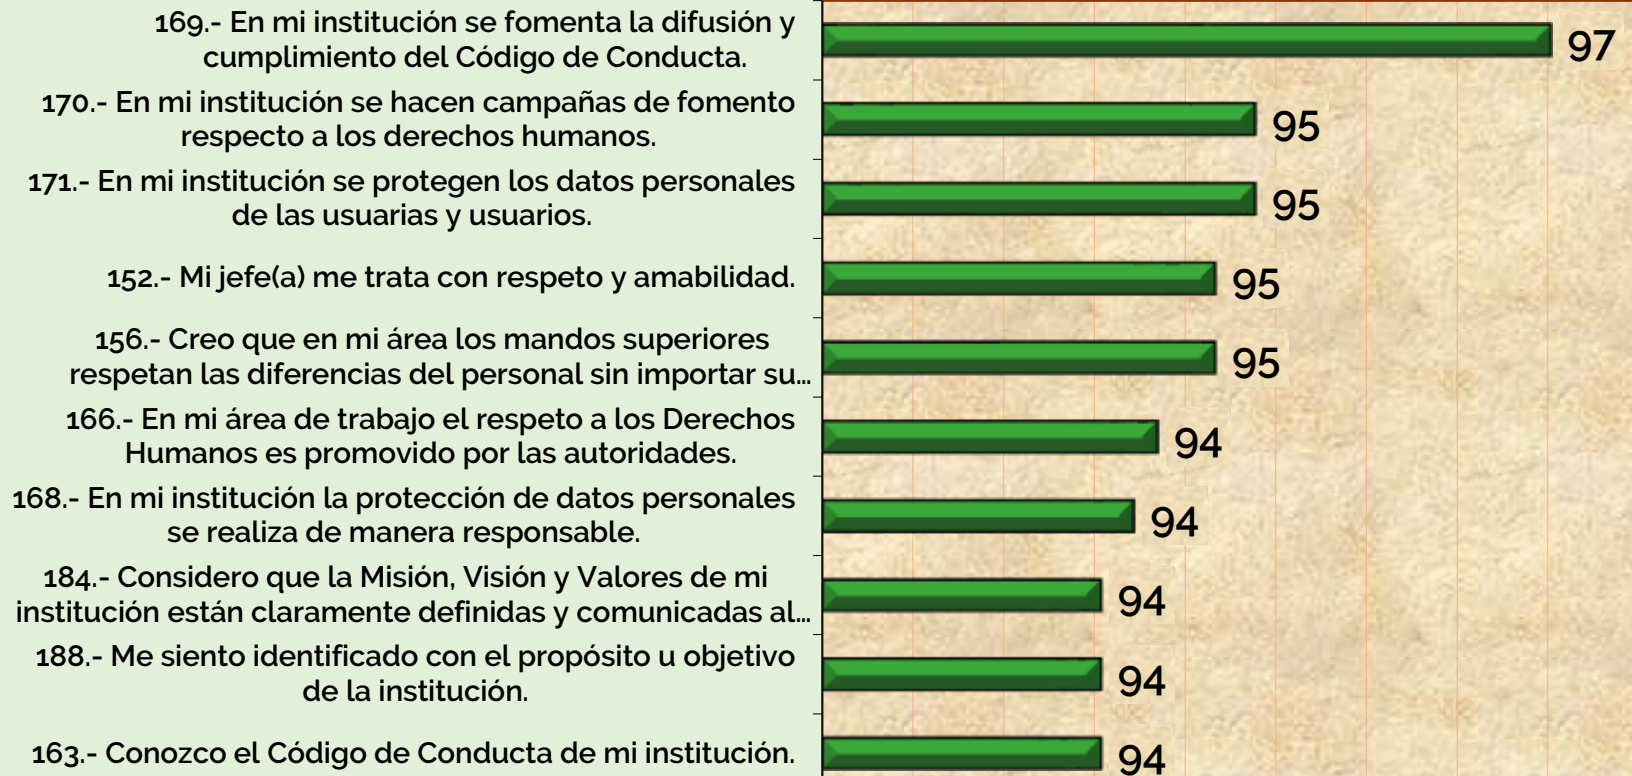 169.- En mi institución se fomenta la difusión y
cumplimiento del Código de Conducta.
97
170.- En mi institución se hacen campañas de fomento
respecto a los derechos humanos.
95
171.- En mi institución se protegen los datos personales
de las usuarias y usuarios.
95
152.- Mi jefe(a) me trata con respeto y amabilidad.
95
156.- Creo que en mi área los mandos superiores
respetan las diferencias del personal sin importar su...
95
166.- En mi área de trabajo el respeto a los Derechos
Humanos es promovido por las autoridades.
94
168.- En mi institución la protección de datos personales
se realiza de manera responsable.
94
184.- Considero que la Misión, Visión y Valores de mi
institución están claramente definidas y comunicadas al...
94
188.- Me siento identificado con el propósito u objetivo
de la institución.
94
163.- Conozco el Código de Conducta de mi institución.
94